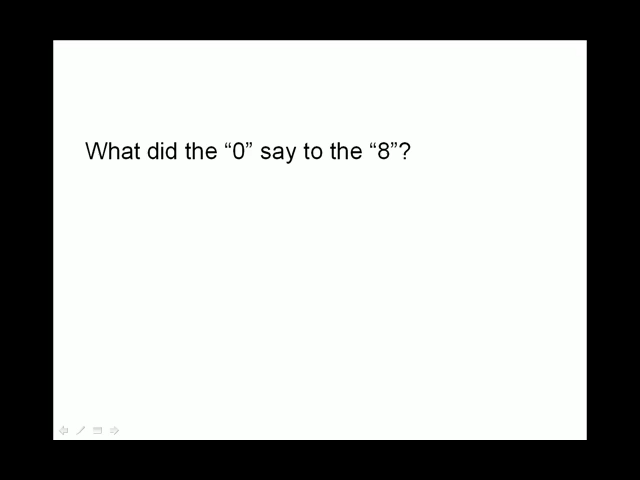 What did the “0” say to the “8”?